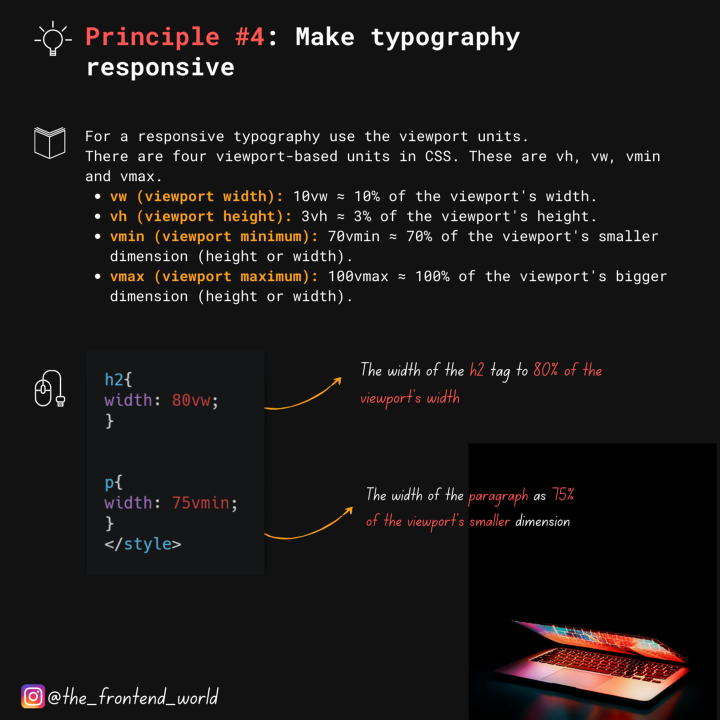 Principle #4: Make typography
responsive
For a responsive typography use the viewport units.
There are four viewport-based units in CSS. These are vh, vw, vmin
and vmax.
• vw (viewport width): 10vw ≈ 10% of the viewport's width.
• vh (viewport height): 3vh ≈ 3% of the viewport's height.
• vmin (viewport minimum): 70vmin ≈ 70% of the viewport's smaller
dimension (height or width).
• vmax (viewport maximum): 100vmax ≈ 100% of the viewport's bigger
dimension (height or width).
h2{
width: 80vw;
}
The width of the h2 tag to 80% of the
viewport's width
p{
width: 75vmin;
}
</style>
The width of the paragraph as 75%
of the viewport's smaller dimension
@the_frontend_world